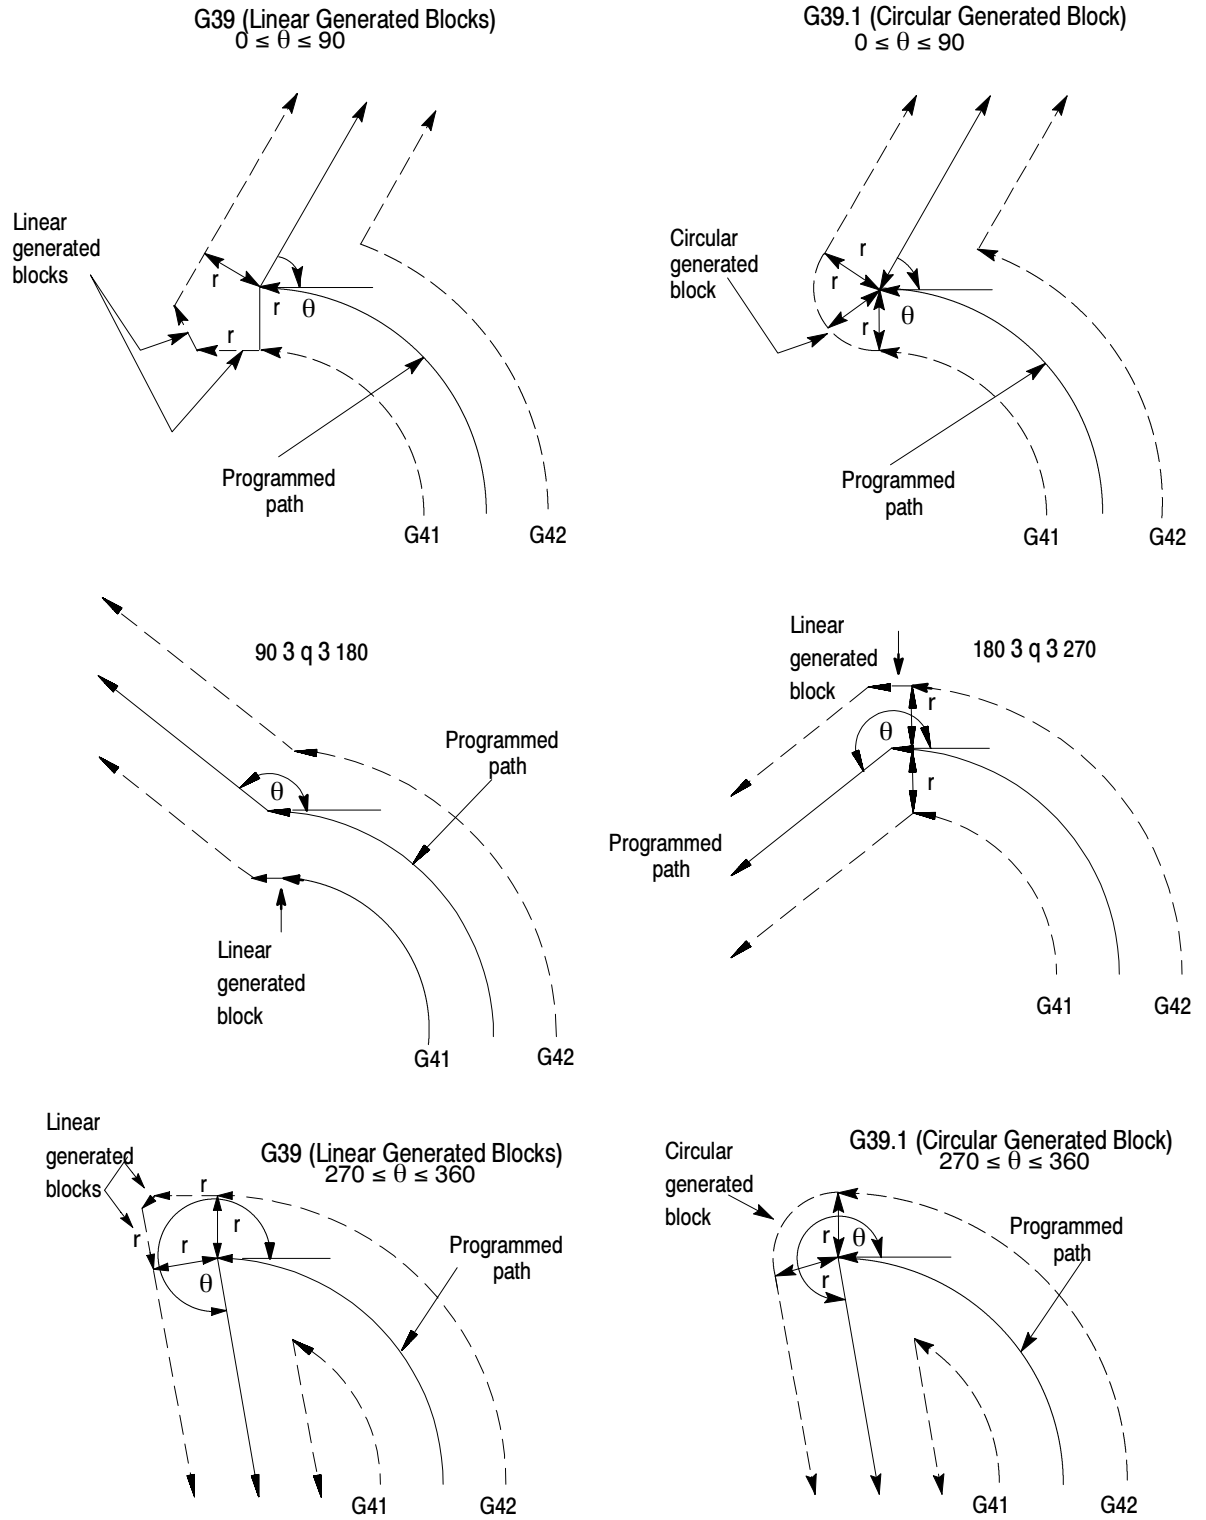 G39 (Linear Generated Blocks)
0 ≤ θ ≤ 90
Linear
generated
blocks
r
r
r
θ
Programmed
path
G41
G42
G39.1 (Circular Generated Block)
0 ≤ θ ≤ 90
Circular
generated
block
r
r
r
θ
Programmed
path
G41
G42
90 3 q 3 180
θ
Programmed
path
Linear
generated
block
G41
G42
Linear
generated
block
180 3 q 3 270
r
θ
r
Programmed
path
G41
G42
Linear
generated
blocks
G39 (Linear Generated Blocks)
270 ≤ θ ≤ 360
r
r
r
r
θ
Programmed
path
G41
G42
G39.1 (Circular Generated Block)
270 ≤ θ ≤ 360
Circular
generated
block
r
θ
r
Programmed
path
G41
G42